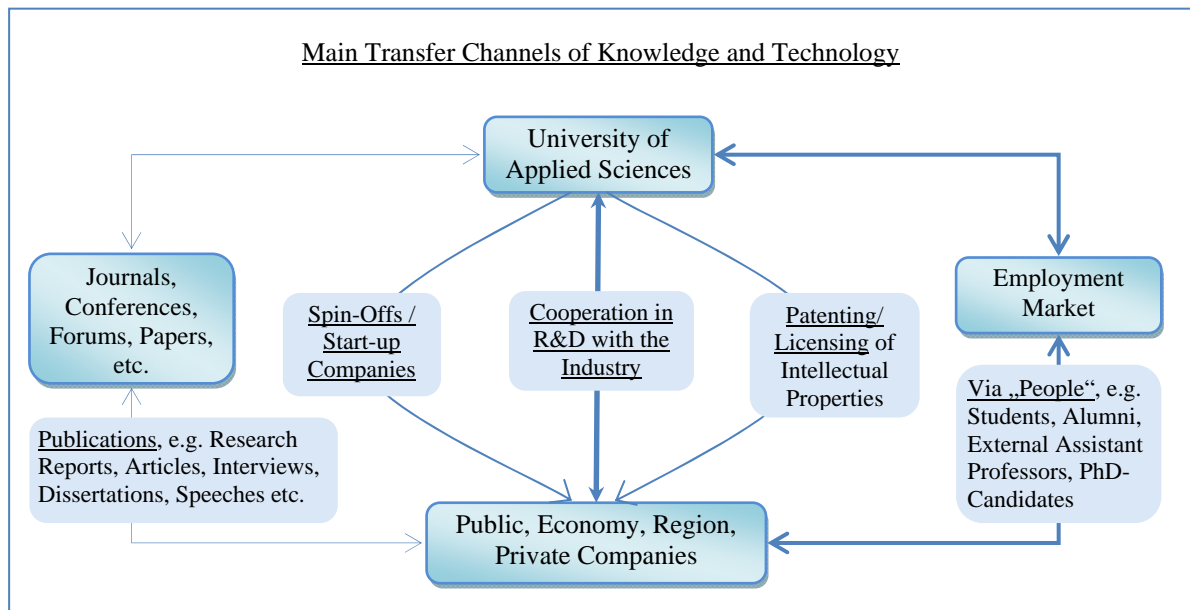 Main Transfer Channels of Knowledge and Technology
University of
Applied Sciences
Journals,
Conferences,
Forums, Papers,
etc.
Spin-Offs /
Start-up
Companies
Cooperation in
R&D with the
Industry
Patenting/
Licensing of
Intellectual
Properties
Employment
Market
Publications, e.g. Research
Reports, Articles, Interviews,
Dissertations, Speeches etc.
Via „People“, e.g.
Students, Alumni,
External Assistant
Professors, PhD-
Candidates
Public, Economy, Region,
Private Companies